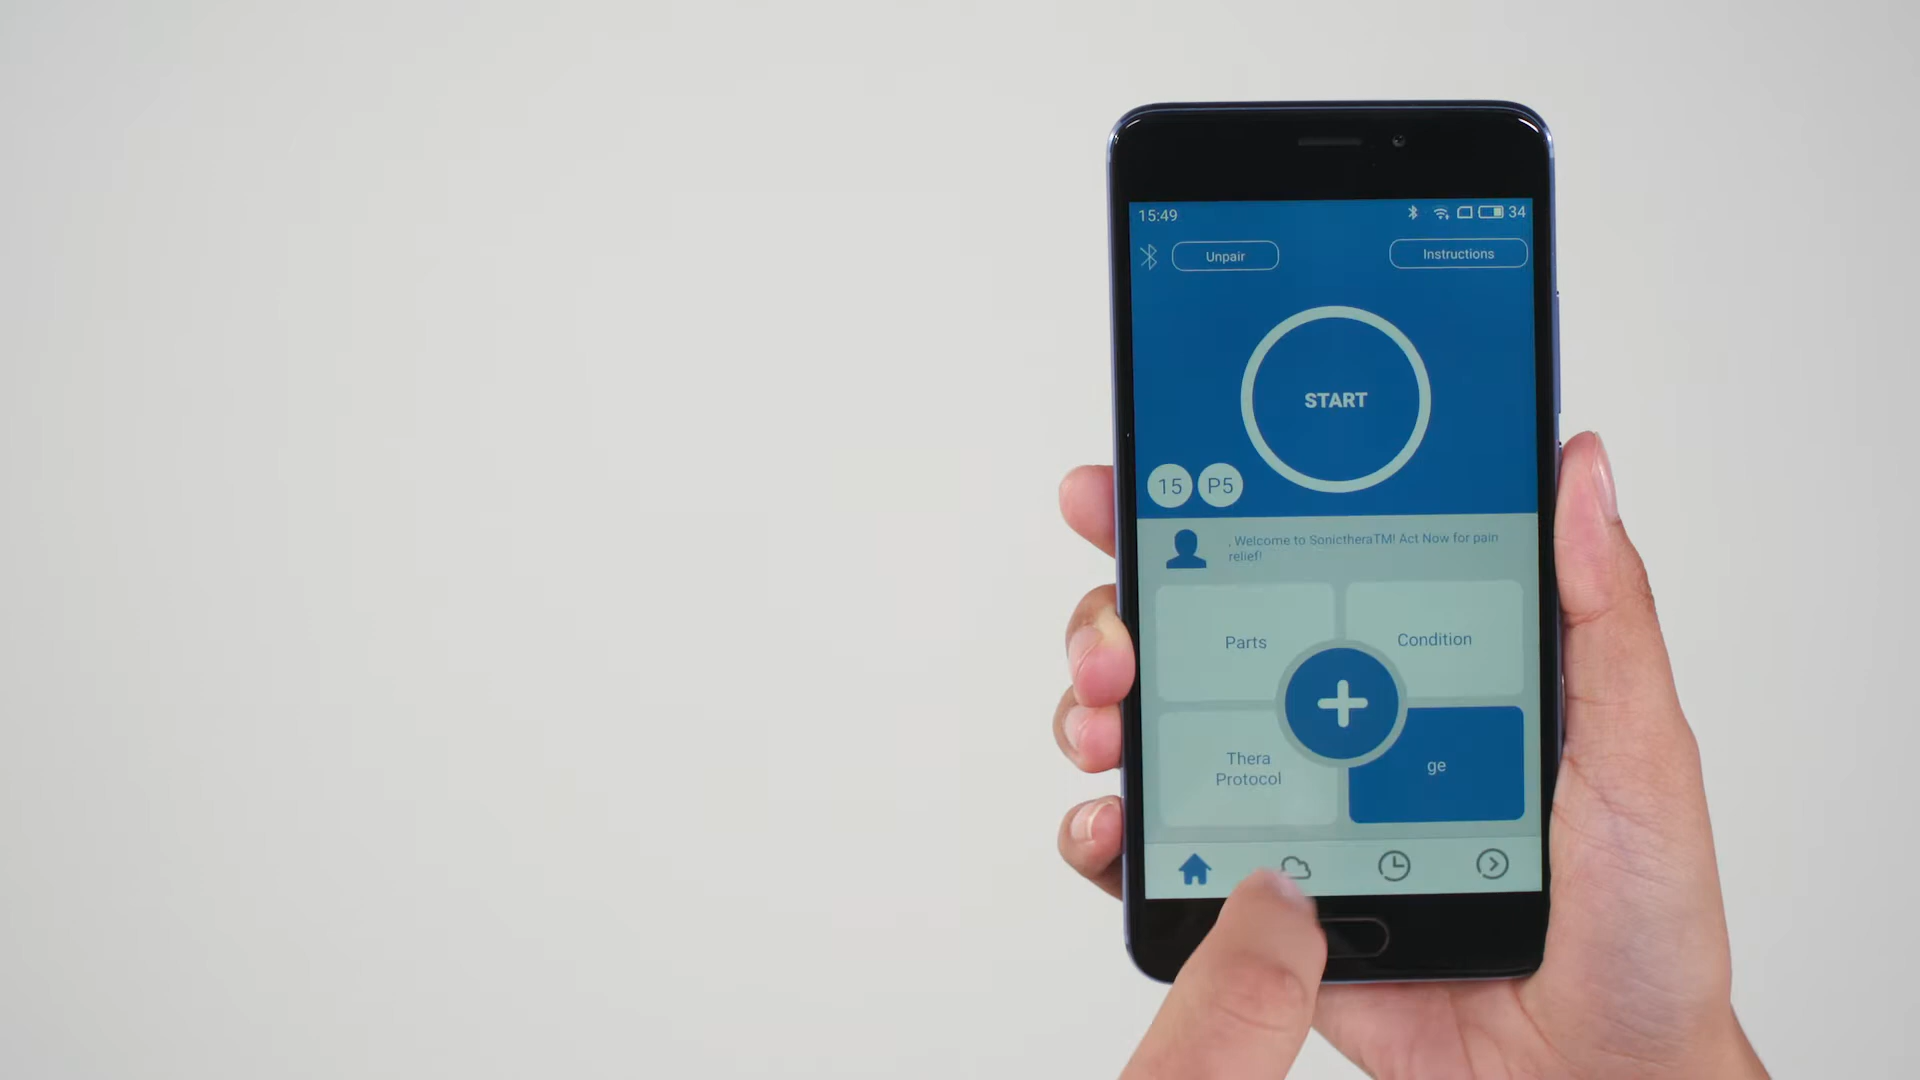 15:49
34
Unpair
Instructions
START
15
P5
, Welcome to SonictheraTM! Act Now for pain
relief!
Parts
Condition
Thera
Protocol
ge